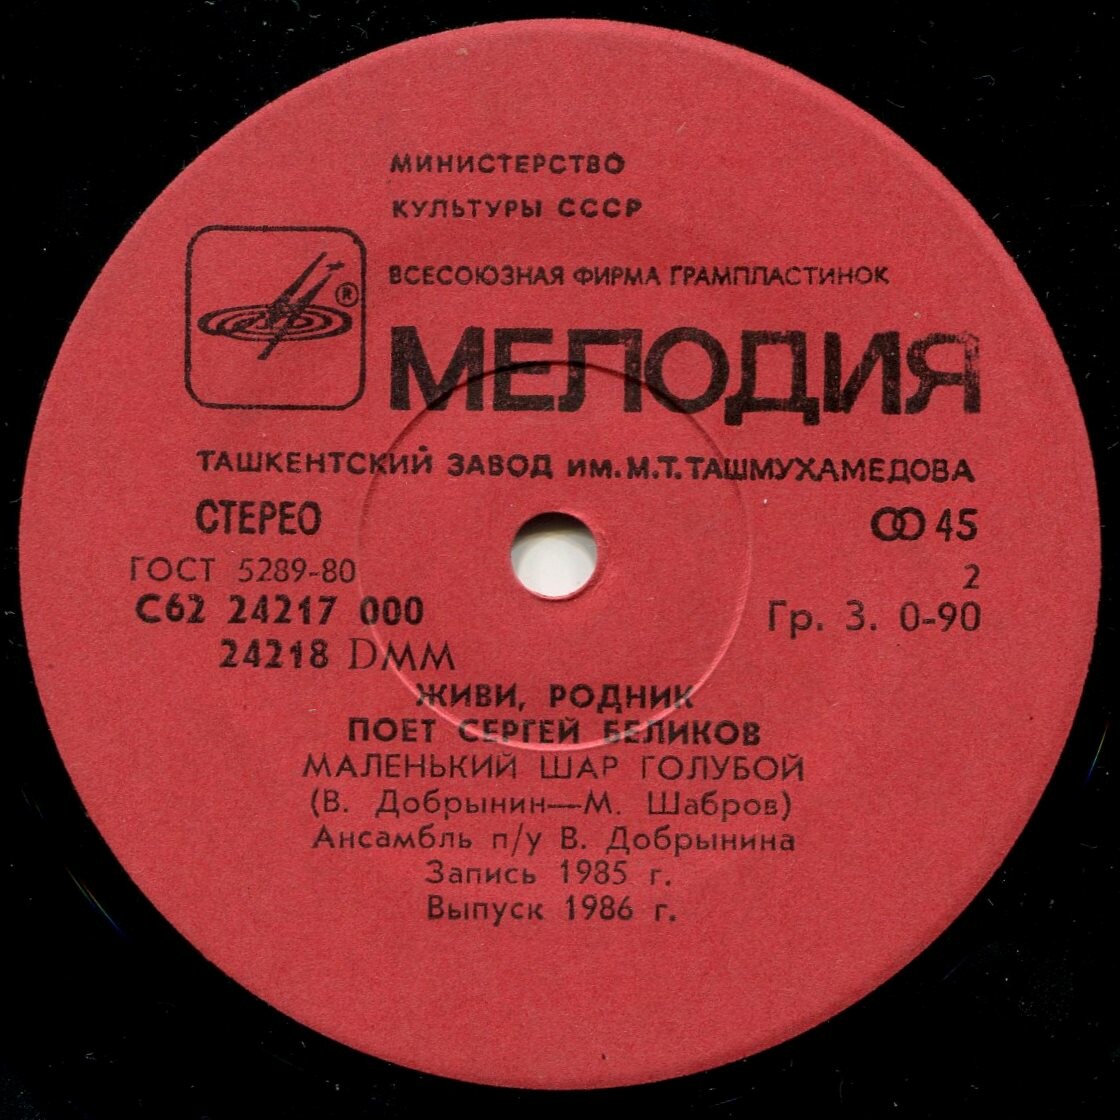 МИНИСТЕРСТВО
КУЛЬТУРЫ СССР
ВСЕСОЮЗНАЯ ФИРМА ГРАМПЛАСТИНОК
®
МЕЛОДИЯ
ТАШКЕНТСКИЙ ЗАВОД ИМ. М.Т. ТАШМУХАМЕДОВА
СТЕРЕО 45
ГОСТ 5289-80 2
С62 24217 000 Гр. 3. 0-90
24218 DMM
ЖИВИ, РОДНИК
ПОЕТ СЕРГЕЙ БЕЛИКОВ
МАЛЕНЬКИЙ ШАР ГОЛУБОЙ
(В. Добрынин—М. Шабров)
Ансамбль п/у В. Добрынина
Запись 1985 г.
Выпуск 1986 г.